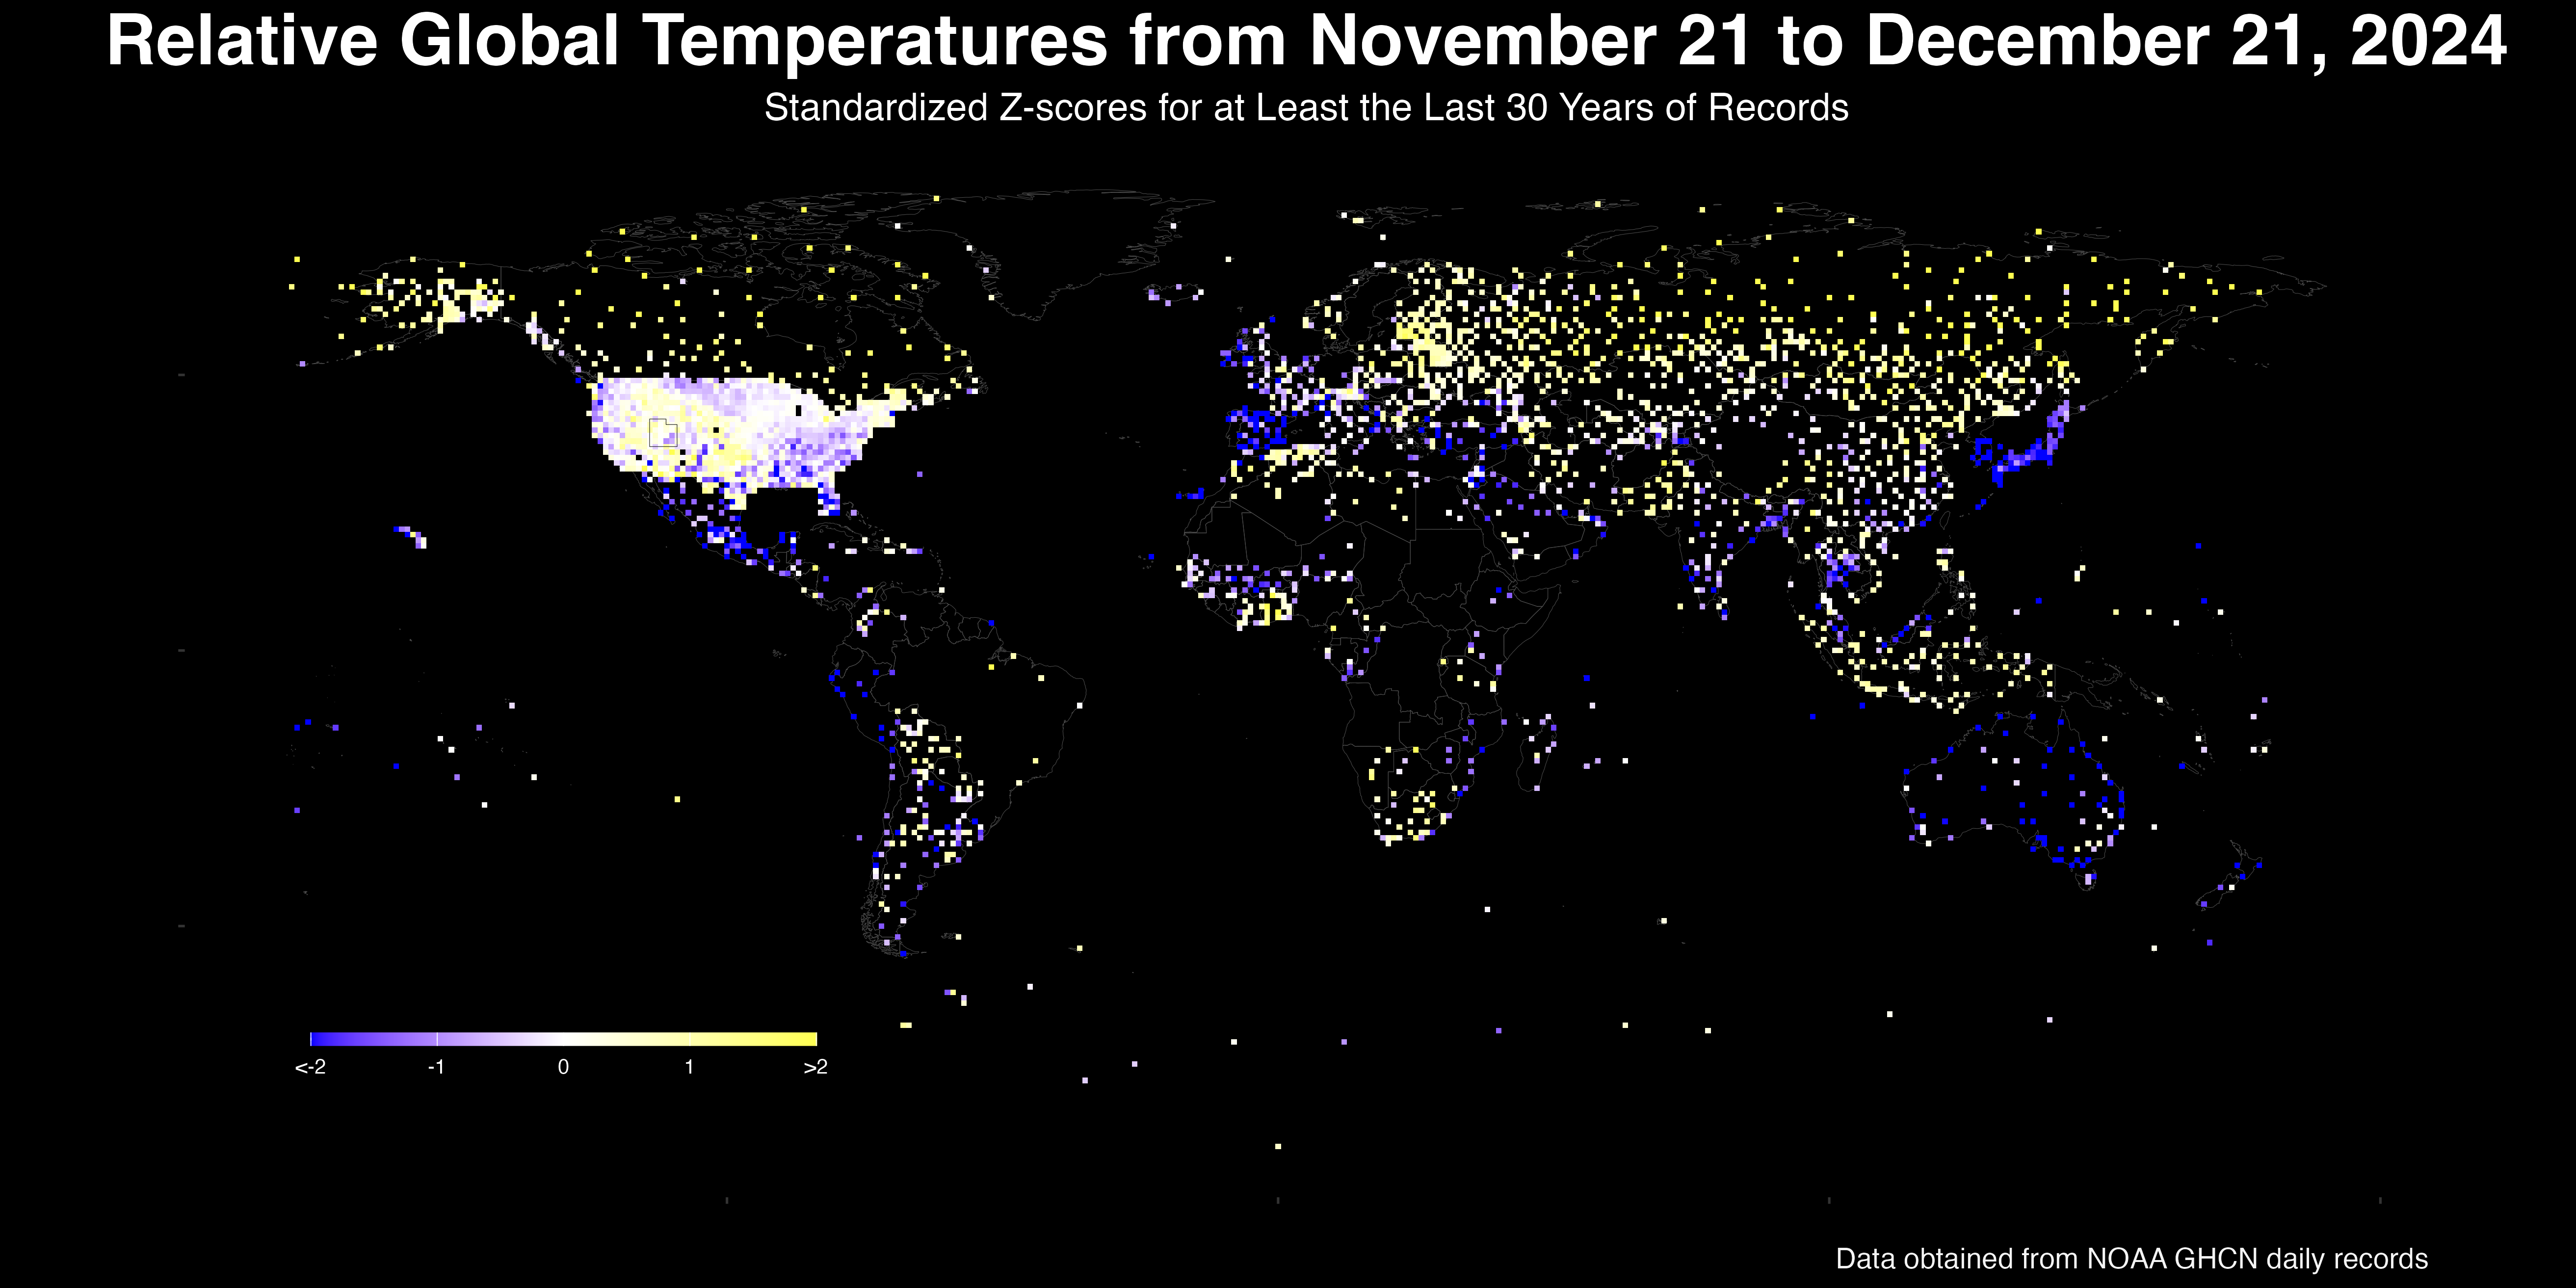 Relative Global Temperatures from November 21 to December 21, 2024
Standardized Z-scores for at Least the Last 30 Years of Records
<-2 -1 0 1 >2
Data obtained from NOAA GHCN daily records